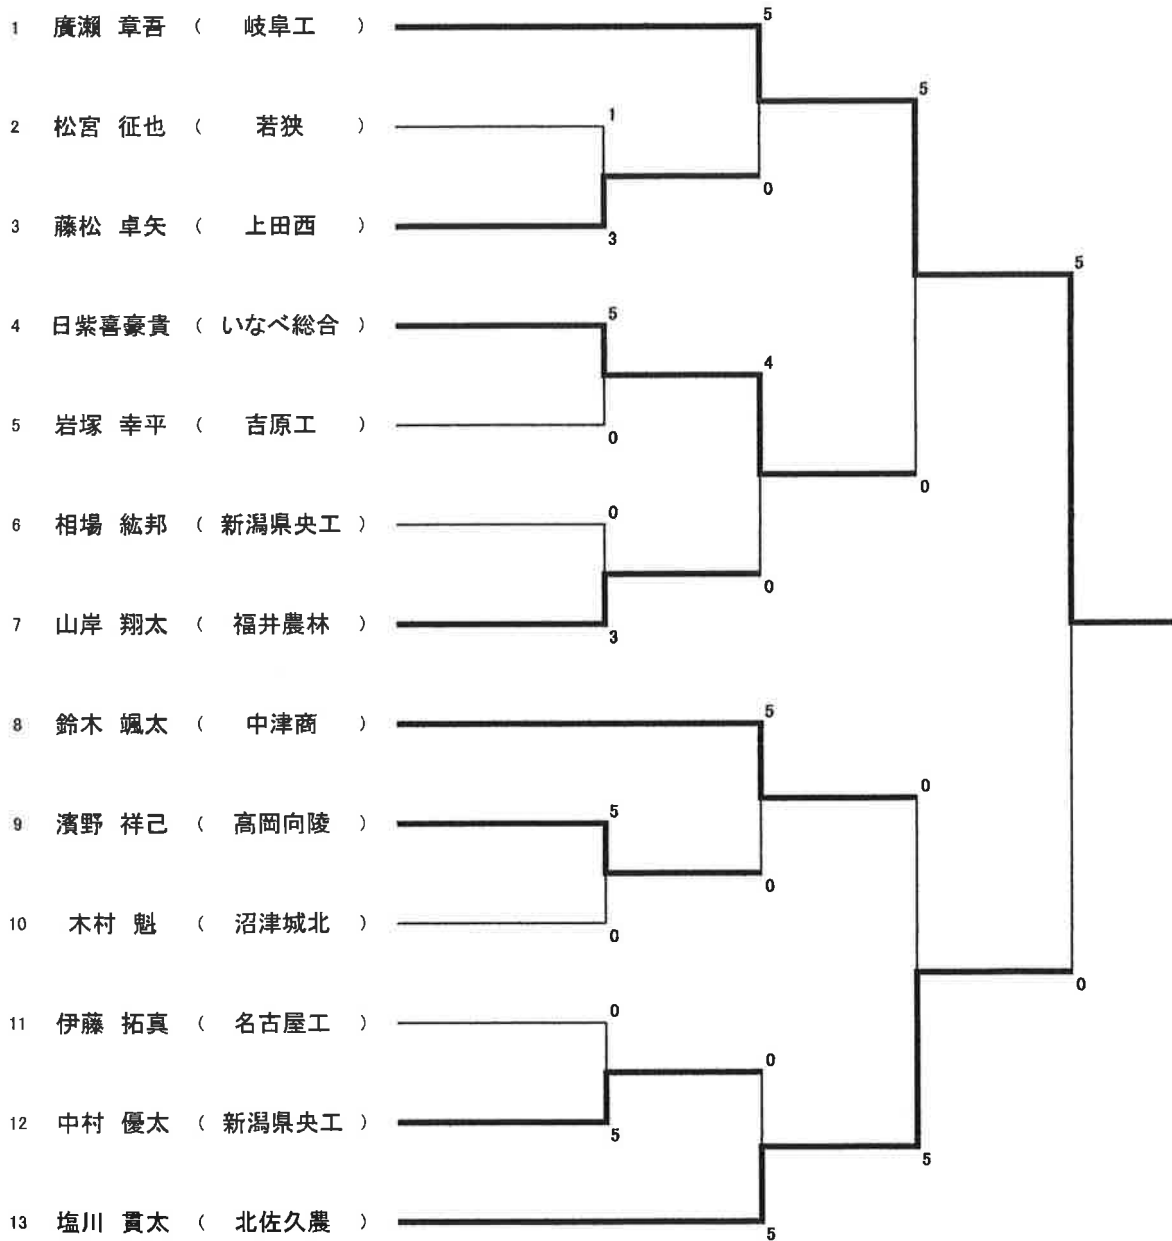 5
1 廣瀬 章吾 ( 岐阜工 )
5
2 松宮 征也 ( 若狭 ) 1
0
3 藤松 卓矢 ( 上田西 ) 3
5
4 日紫喜豪貴 ( いなべ総合 ) 5
4
5 岩塚 幸平 ( 吉原工 ) 0
0
6 相場 紘邦 ( 新潟県央工 ) 0
0
7 山岸 翔太 ( 福井農林 ) 3
5
8 鈴木 颯太 ( 中津商 )
0
9 濱野 祥己 ( 高岡向陵 ) 5
0
10 木村 魁 ( 沼津城北 ) 0
0
11 伊藤 拓真 ( 名古屋工 ) 0
0
12 中村 優太 ( 新潟県央工 ) 5
5
13 塩川 貫太 ( 北佐久農 ) 5